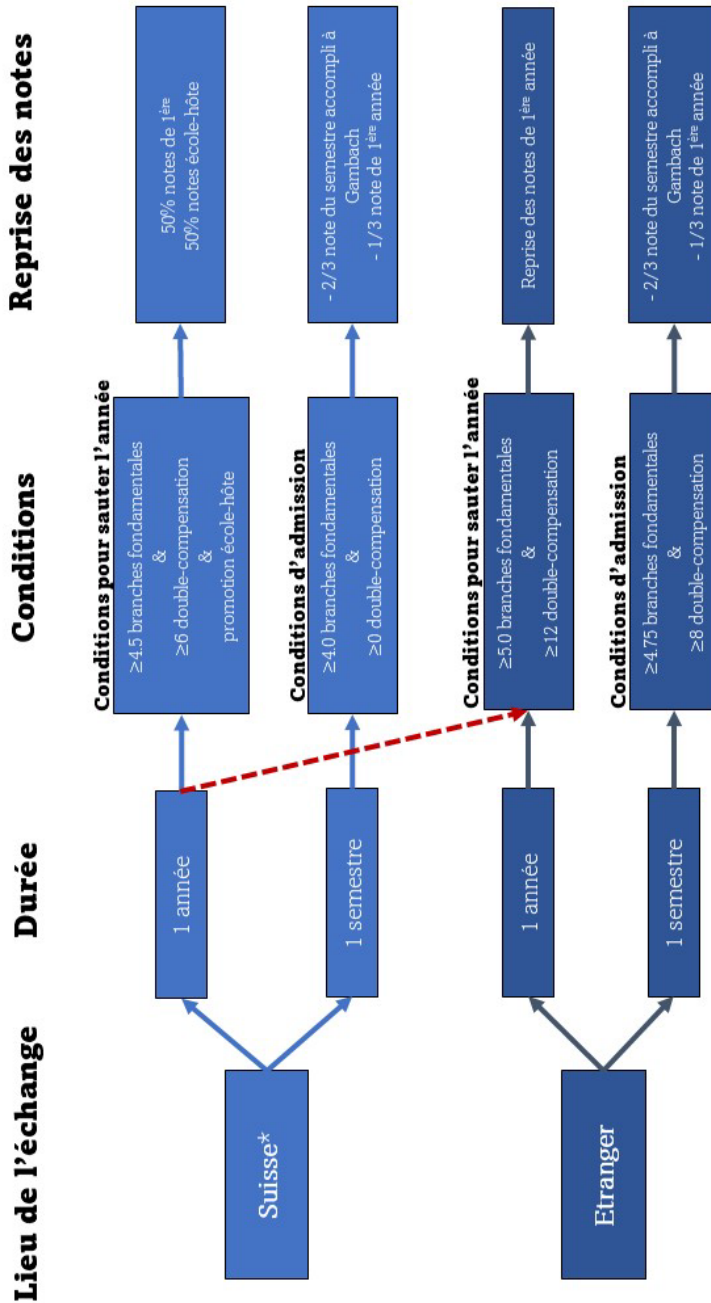 Lieu de l'échange
Durée
Conditions
Reprise des notes
Suisse*
1 année
Conditions pour sauter l'année
≥4.5 branches fondamentales
&
≥6 double-compensation
&
promotion école-hôte
50% notes de 1ère
50% notes école-hôte
1 semestre
Conditions d'admission
≥4.0 branches fondamentales
&
≥0 double-compensation
- 2/3 note du semestre accompli à
Gambach
- 1/3 note de 1ère année
Etranger
1 année
Conditions pour sauter l'année
≥5.0 branches fondamentales
&
≥12 double-compensation
Reprise des notes de 1ère année
1 semestre
Conditions d'admission
≥4.75 branches fondamentales
&
≥8 double-compensation
- 2/3 note du semestre accompli à
Gambach
- 1/3 note de 1ère année